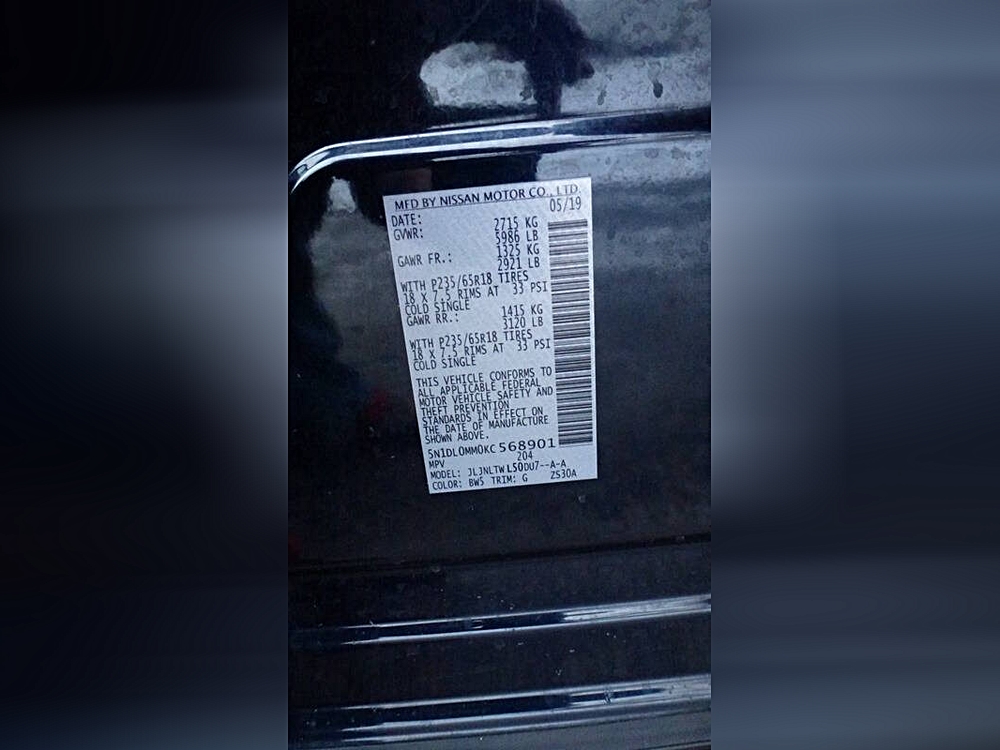 MFD BY NISSAN MOTOR CO., LTD.
DATE: 05/19
GVWR: 2715 KG
5986 LB
GAWR FR.: 1325 KG
2921 LB
WITH P235/65R18 TIRES
18 X 7.5 RIMS AT 33 PSI
COLD SINGLE
GAWR RR.: 1415 KG
3120 LB
WITH P235/65R18 TIRES
18 X 7.5 RIMS AT 33 PSI
COLD SINGLE
THIS VEHICLE CONFORMS TO
ALL APPLICABLE FEDERAL
MOTOR VEHICLE SAFETY AND
THEFT PREVENTION
STANDARDS IN EFFECT ON
THE DATE OF MANUFACTURE
SHOWN ABOVE.
5N1DL0MM0KC568901
MPV 204
MODEL: JLJNLTWL50DU7--A-A
COLOR: BW5 TRIM: G ZS30A